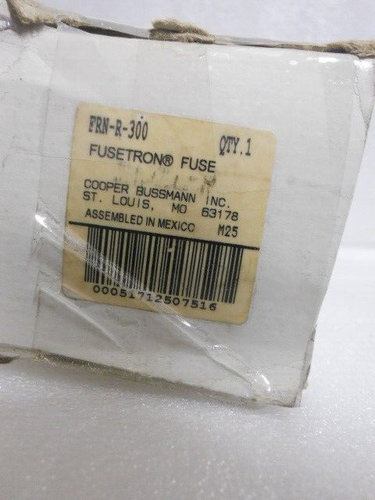 FRN-R-300 QTY.1
FUSETRON® FUSE
COOPER BUSSMANN INC.
ST. LOUIS, MO 63178
ASSEMBLED IN MEXICO M25
00051712507516